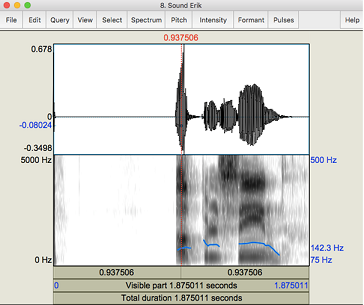 8. Sound Erik
File Edit Query View Select Spectrum Pitch Intensity Formant Pulses Help
0.937506
0.678
0
-0.08024
-0.3498
5000 Hz 500 Hz
142.3 Hz
0 Hz 75 Hz
0.937506 0.937506
0 Visible part 1.875011 seconds 1.875011
Total duration 1.875011 seconds